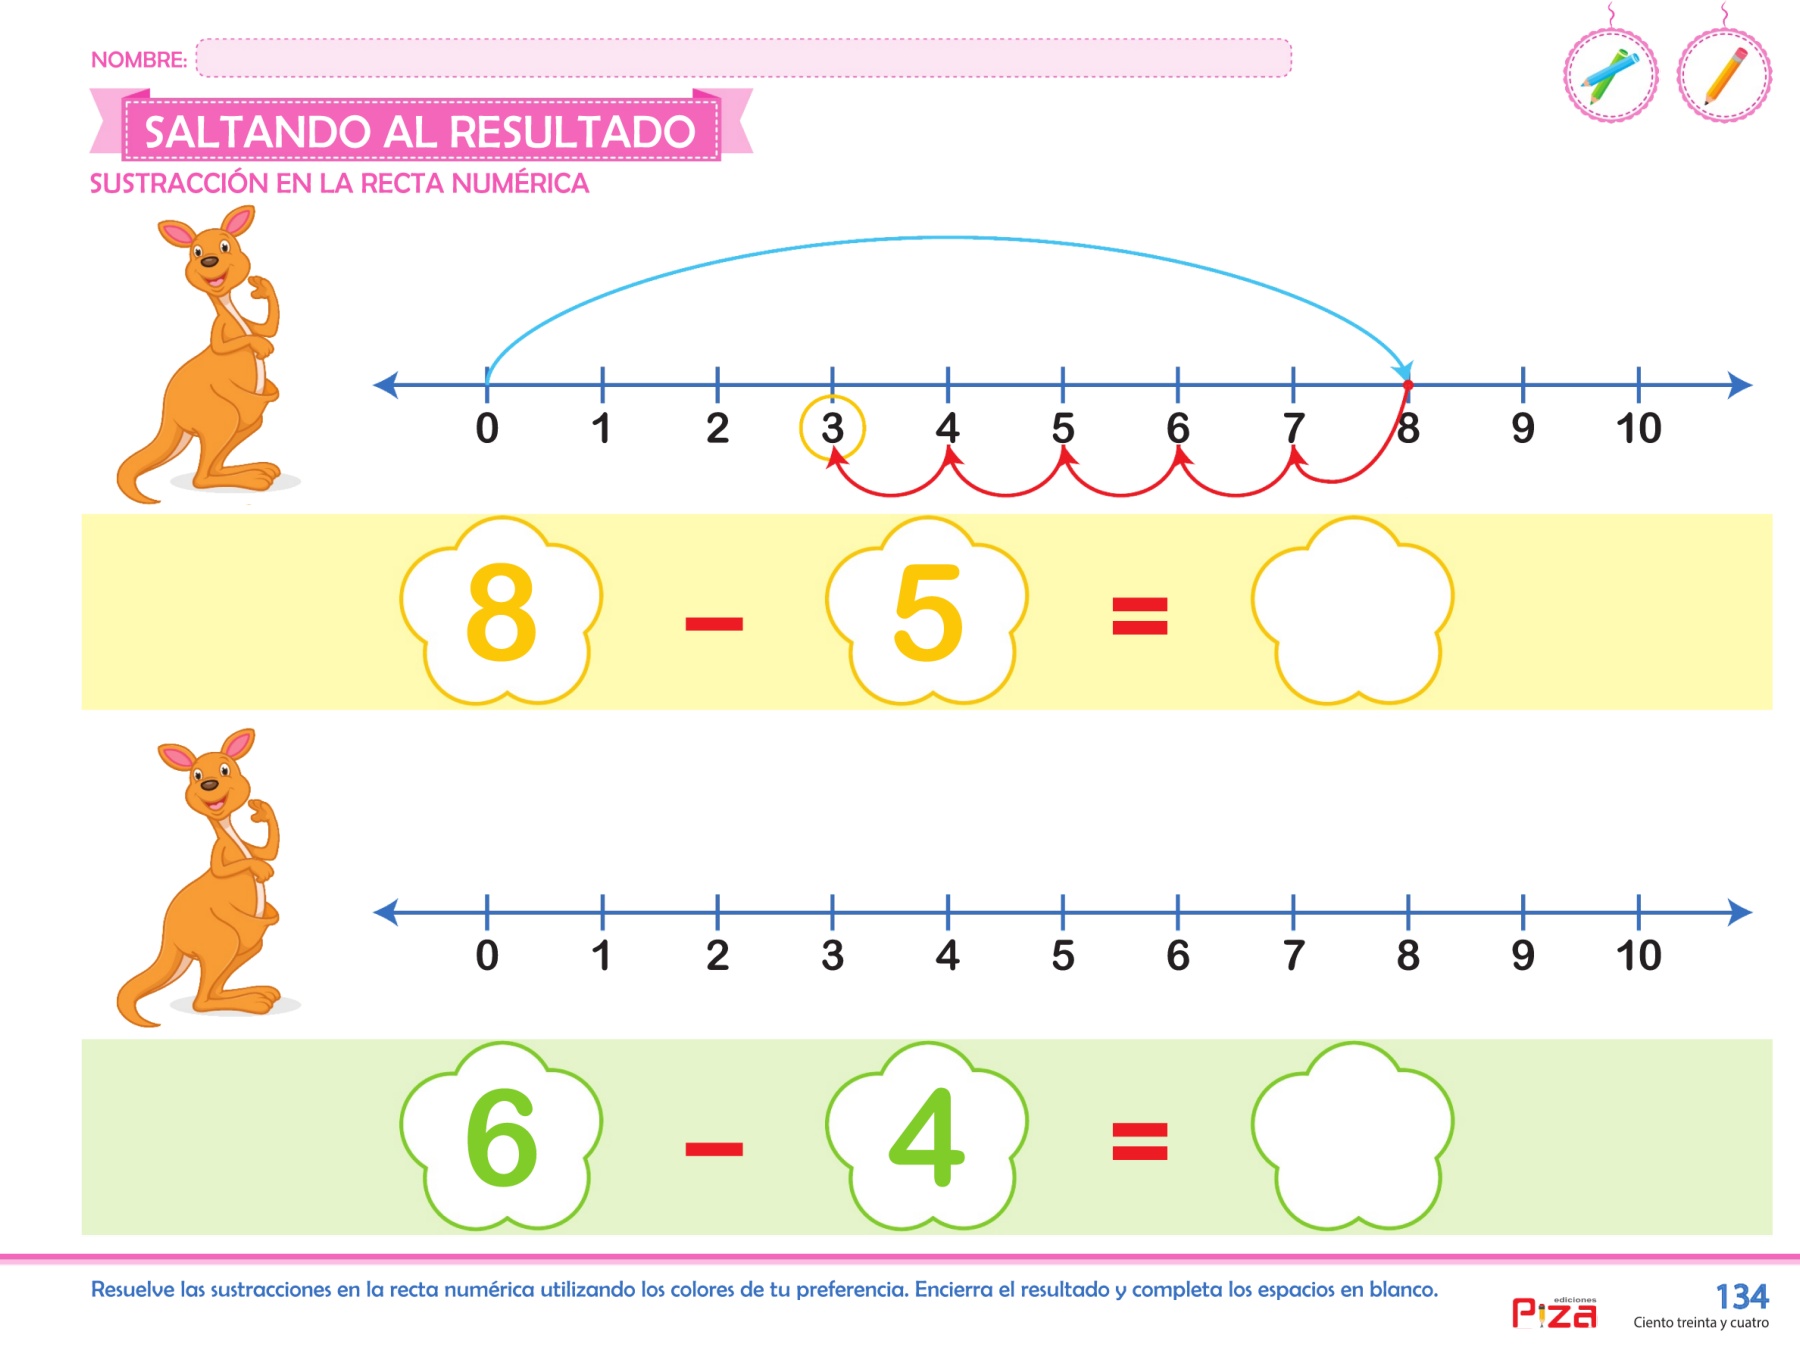 NOMBRE:
SALTANDO AL RESULTADO
SUSTRACCIÓN EN LA RECTA NUMÉRICA
0 1 2 3 4 5 6 7 8 9 10
8 – 5 =
0 1 2 3 4 5 6 7 8 9 10
6 – 4 =
Resuelve las sustracciones en la recta numérica utilizando los colores de tu preferencia. Encierra el resultado y completa los espacios en blanco.
ediciones
Piza
134
Ciento treinta y cuatro